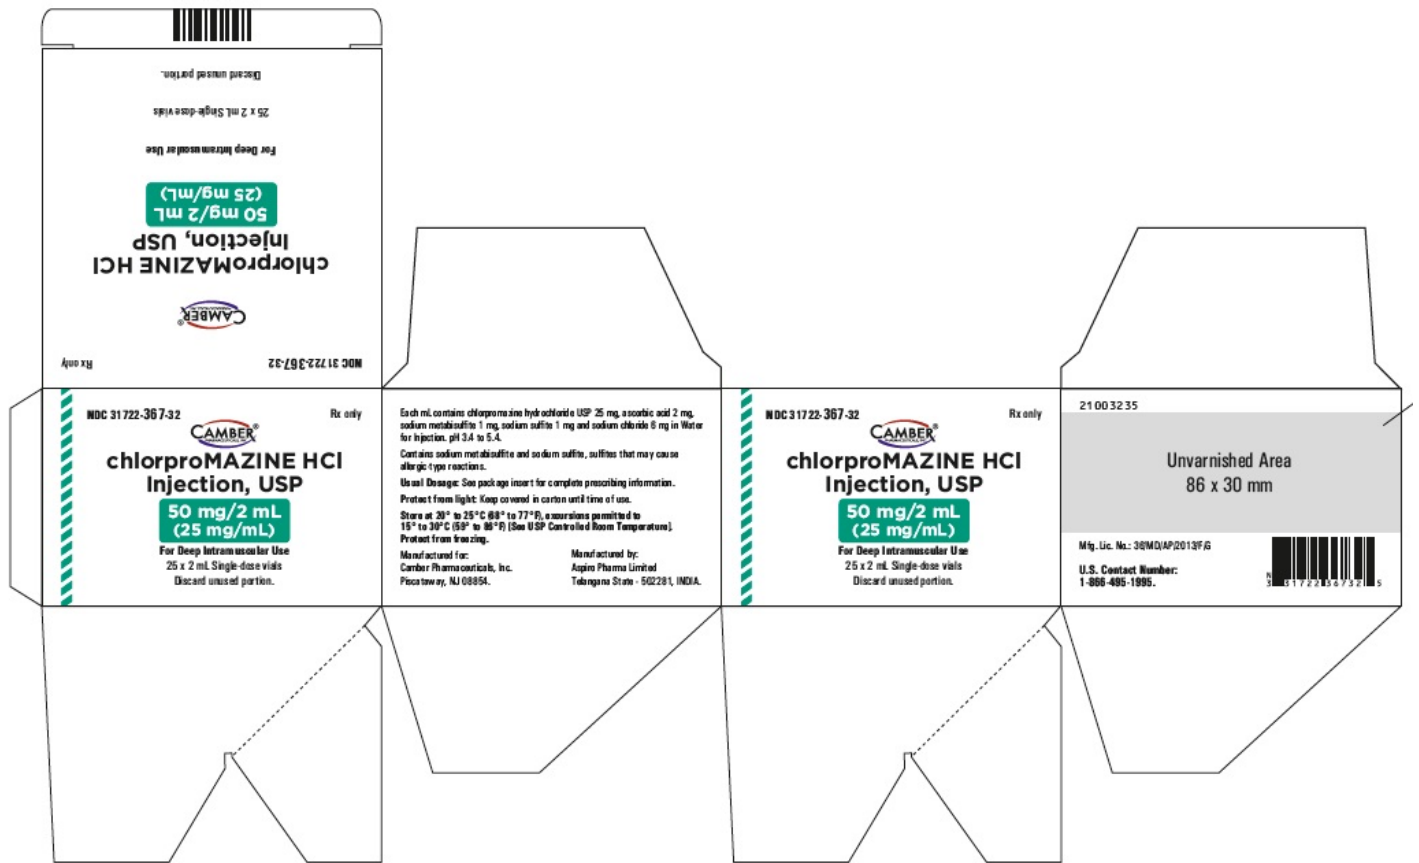 Discard unused portion.
25 x 2 mL Single-dose vials
For Deep Intramuscular Use
50 mg/2 mL
(25 mg/mL)
chlorproMAZINE HCl
Injection, USP
CAMBER®
PHARMACEUTICALS, INC.
NDC 31722-367-32
Rx only
NDC 31722-367-32
Rx only
CAMBER®
PHARMACEUTICALS, INC.
chlorproMAZINE HCl
Injection, USP
50 mg/2 mL
(25 mg/mL)
For Deep Intramuscular Use
25 x 2 mL Single-dose vials
Discard unused portion.
Each mL contains chlorpromazine hydrochloride USP 25 mg, ascorbic acid 2 mg,
sodium metabisulfite 1 mg, sodium sulfite 1 mg and sodium chloride 6 mg in Water
for Injection. pH 3.4 to 5.4.
Contains sodium metabisulfite and sodium sulfite, sulfites that may cause
allergic-type reactions.
Usual Dosage: See package insert for complete prescribing information.
Protect from light: Keep covered in carton until time of use.
Store at 20° to 25°C (68° to 77°F), excursions permitted to
15° to 30°C (59° to 86°F) [See USP Controlled Room Temperature].
Protect from freezing.
Manufactured for:
Camber Pharmaceuticals, Inc.
Piscataway, NJ 08854.
Manufactured by:
Aspiro Pharma Limited
Telangana State - 502281, INDIA.
NDC 31722-367-32
Rx only
CAMBER®
PHARMACEUTICALS, INC.
chlorproMAZINE HCl
Injection, USP
50 mg/2 mL
(25 mg/mL)
For Deep Intramuscular Use
25 x 2 mL Single-dose vials
Discard unused portion.
21003235
Unvarnished Area
86 x 30 mm
Mfg. Lic. No.: 36/MD/AP/2013/F/G
U.S. Contact Number:
1-866-495-1995.
N
3 31722 36732 5